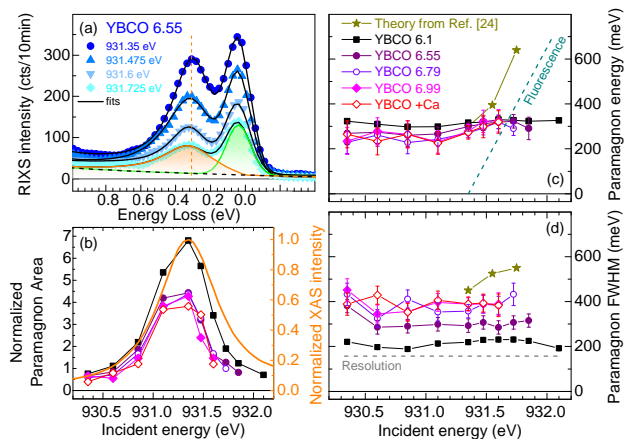 (a) YBCO 6.55
931.35 eV
931.475 eV
931.6 eV
931.725 eV
fits
RIXS intensity (cts/10min)
350
300
250
200
150
100
50
0
0.8 0.6 0.4 0.2 0.0
Energy Loss (eV)
Theory from Ref. [24]
YBCO 6.1
YBCO 6.55
YBCO 6.79
YBCO 6.99
YBCO +Ca
Fluorescence
(c)
800
600
400
200
0
Paramagnon energy (meV)
(b)
Normalized
Paramagnon Area
7
6
5
4
3
2
1
0
1.0
0.8
0.6
0.4
0.2
0.0
Normalized XAS intensity
930.5 931.0 931.5 932.0
Incident energy (eV)
(d)
Resolution
800
600
400
200
0
Paramagnon FWHM (meV)
930.5 931.0 931.5 932.0
Incident energy (eV)